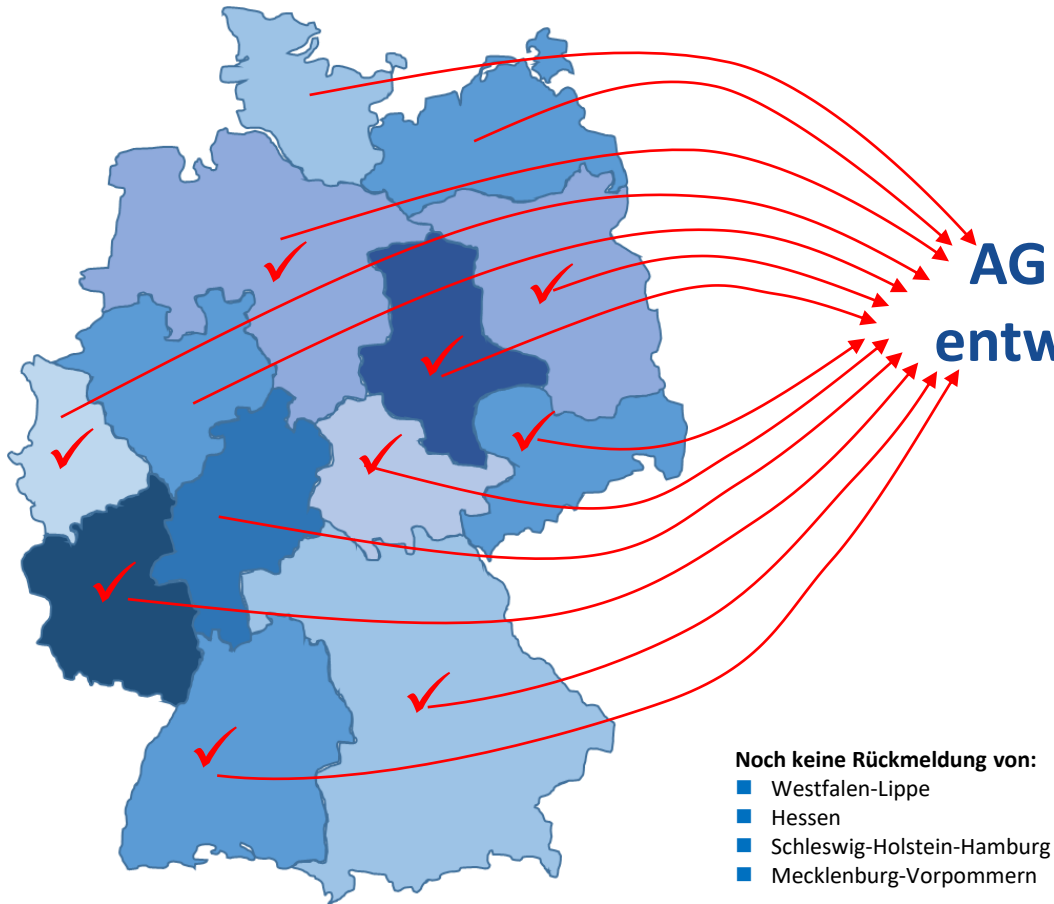 AG
entw
Noch keine Rückmeldung von:
Westfalen-Lippe
Hessen
Schleswig-Holstein-Hamburg
Mecklenburg-Vorpommern